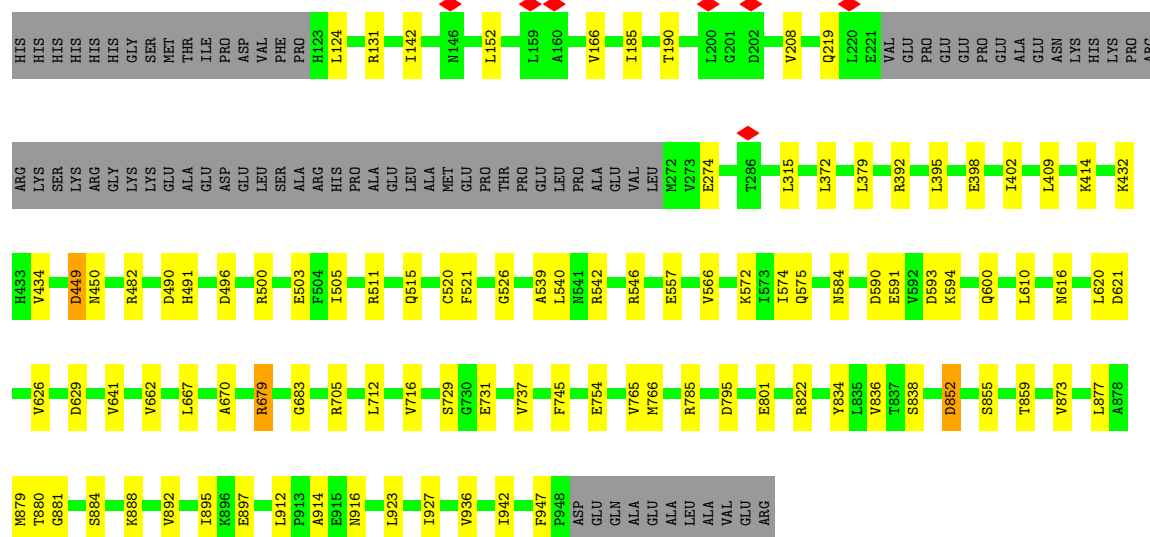 HIS HIS HIS HIS HIS HIS GLY SER MET THR ILE PRO ASP VAL PHE PRO H123 L124 R131 I142 N146 L152 L159 A160 V166 I185 T190 L200 G201 D202 V208 Q219 L220 E221 VAL GLU PRO GLU GLU PRO GLU ALA GLU ASN LYS HIS LYS PRO ARG
ARG LYS SER LYS ARG GLY LYS LYS GLU ALA GLU ASP GLU LEU SER ALA ARG HIS PRO ALA GLU LEU ALA MET GLU PRO THR PRO GLU LEU PRO ALA GLU VAL LEU M272 V273 E274 T286 L315 L372 L379 R392 L395 E398 I402 L409 K414 K432
H433 V434 D449 N450 R482 D490 H491 D496 R500 E503 F504 I505 R511 Q515 C520 F521 G526 A539 L540 N541 R542 R546 E557 V566 K572 I573 I574 Q575 N584 D590 E591 V592 D593 K594 Q600 L610 N616 L620 D621
V626 D629 V641 V662 L667 A670 R679 G683 R705 L712 V716 S729 G730 E731 V737 F745 E754 V765 M766 R785 D795 E801 R822 Y834 L835 V836 T837 S838 D852 S855 T859 V873 L877 A878
M879 T880 G881 S884 K888 V892 I895 K896 E897 L912 P913 A914 E915 N916 L923 I927 V936 I942 F947 P948 ASP GLU GLN ALA GLU ALA LEU ALA VAL GLU ARG